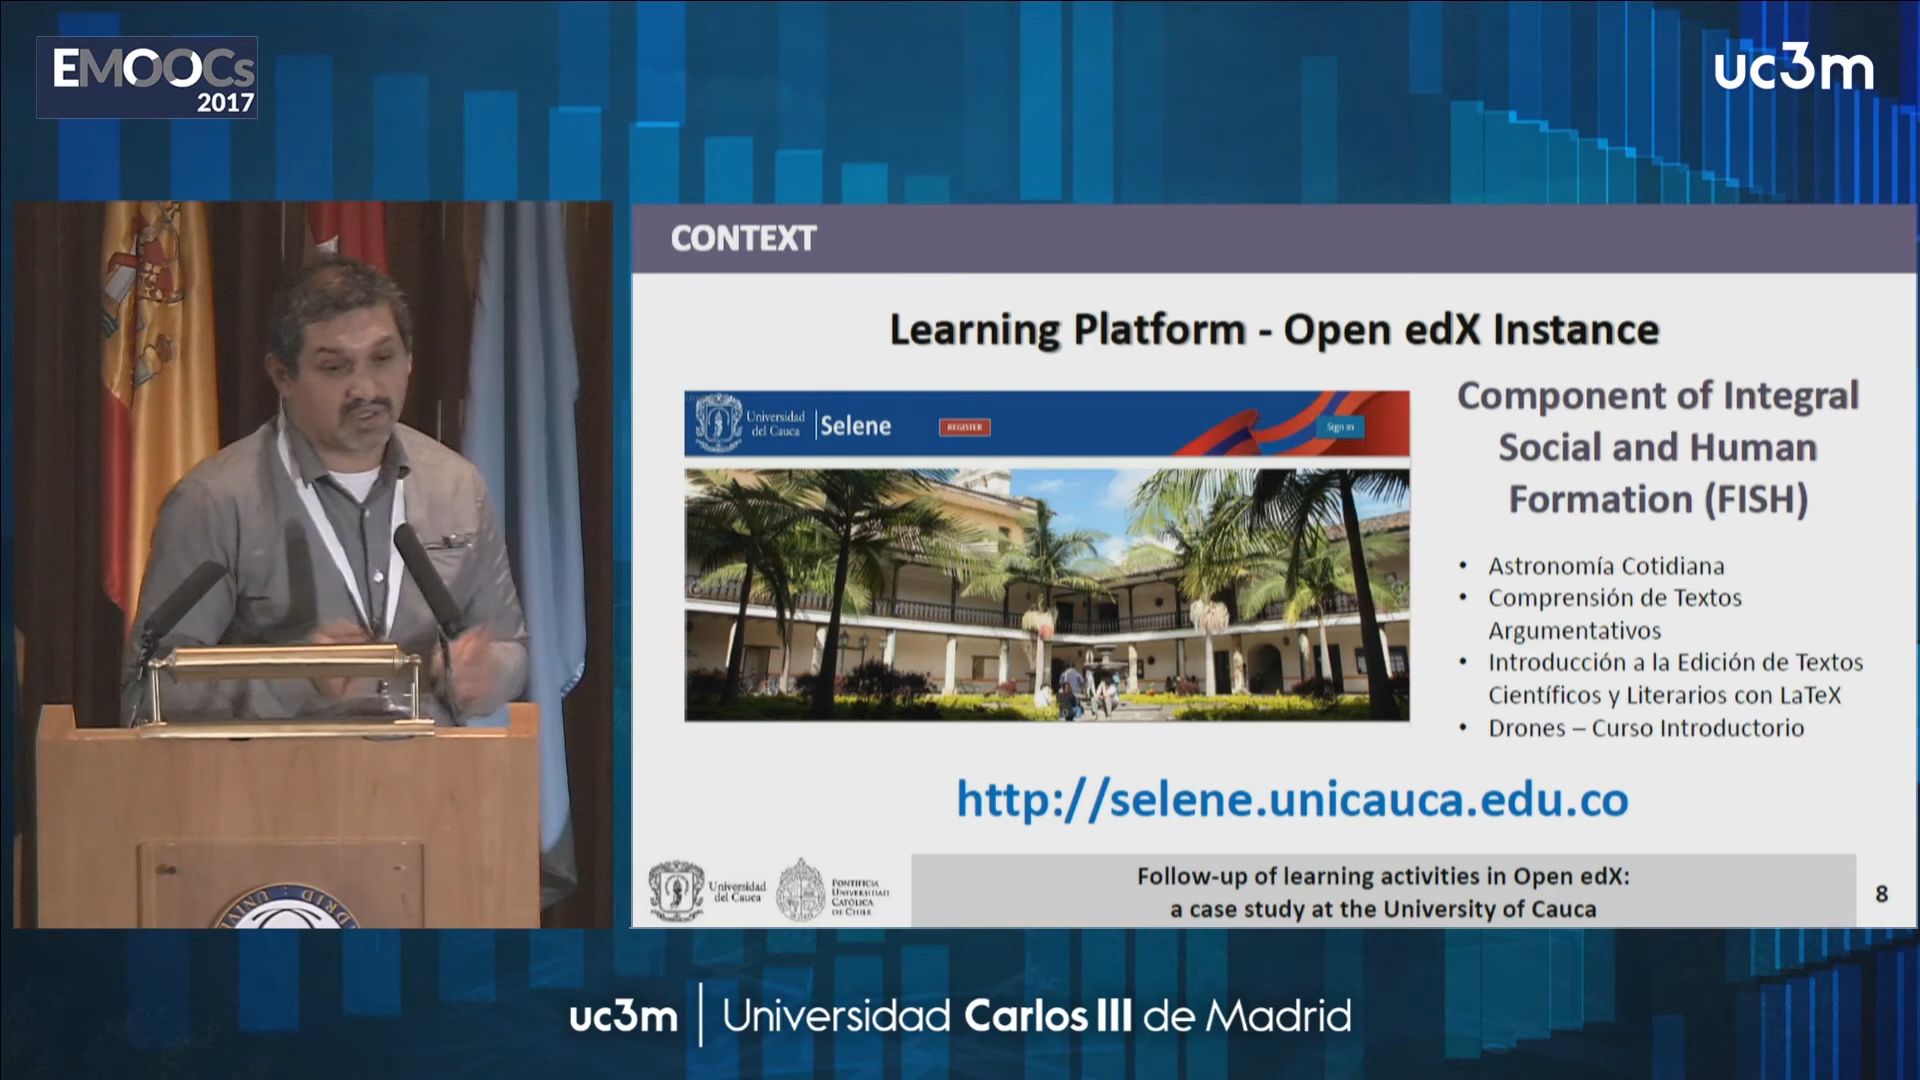 EMOOCs
2017
uc3m
CONTEXT
Learning Platform - Open edX Instance
Universidad
del Cauca
Selene
REGISTER
Sign in
Component of Integral
Social and Human
Formation (FISH)
• Astronomía Cotidiana
• Comprensión de Textos
Argumentativos
• Introducción a la Edición de Textos
Científicos y Literarios con LaTeX
• Drones – Curso Introductorio
http://selene.unicauca.edu.co
Universidad
del Cauca
PONTIFICIA
UNIVERSIDAD
CATÓLICA
DE CHILE
Follow-up of learning activities in Open edX:
a case study at the University of Cauca
8
uc3m | Universidad Carlos III de Madrid